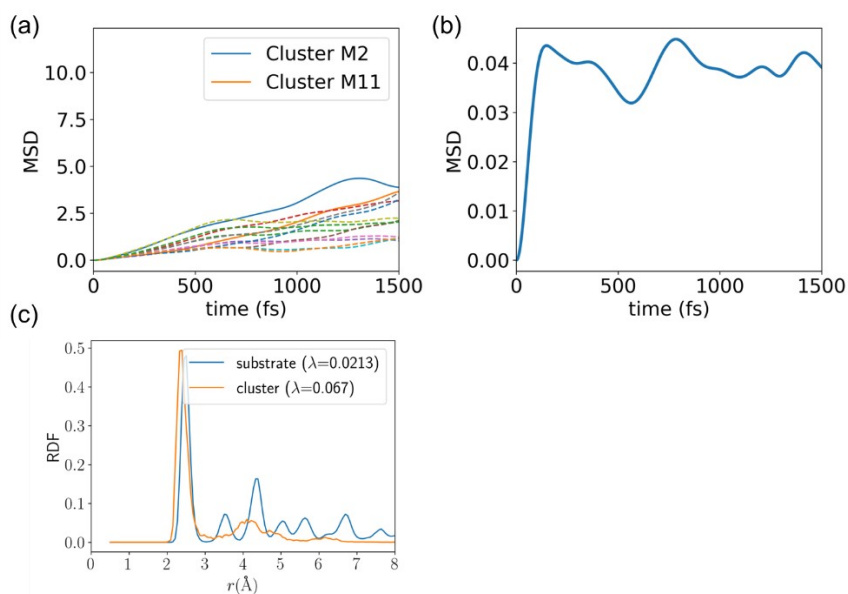 (a)
Cluster M2
Cluster M11
MSD
10.0
7.5
5.0
2.5
0.0
0
500
1000
1500
time (fs)
(b)
MSD
0.04
0.03
0.02
0.01
0.00
0
500
1000
1500
time (fs)
(c)
substrate (λ=0.0213)
cluster (λ=0.067)
RDF
0.5
0.4
0.3
0.2
0.1
0.0
0
1
2
3
4
5
6
7
8
r(Å)